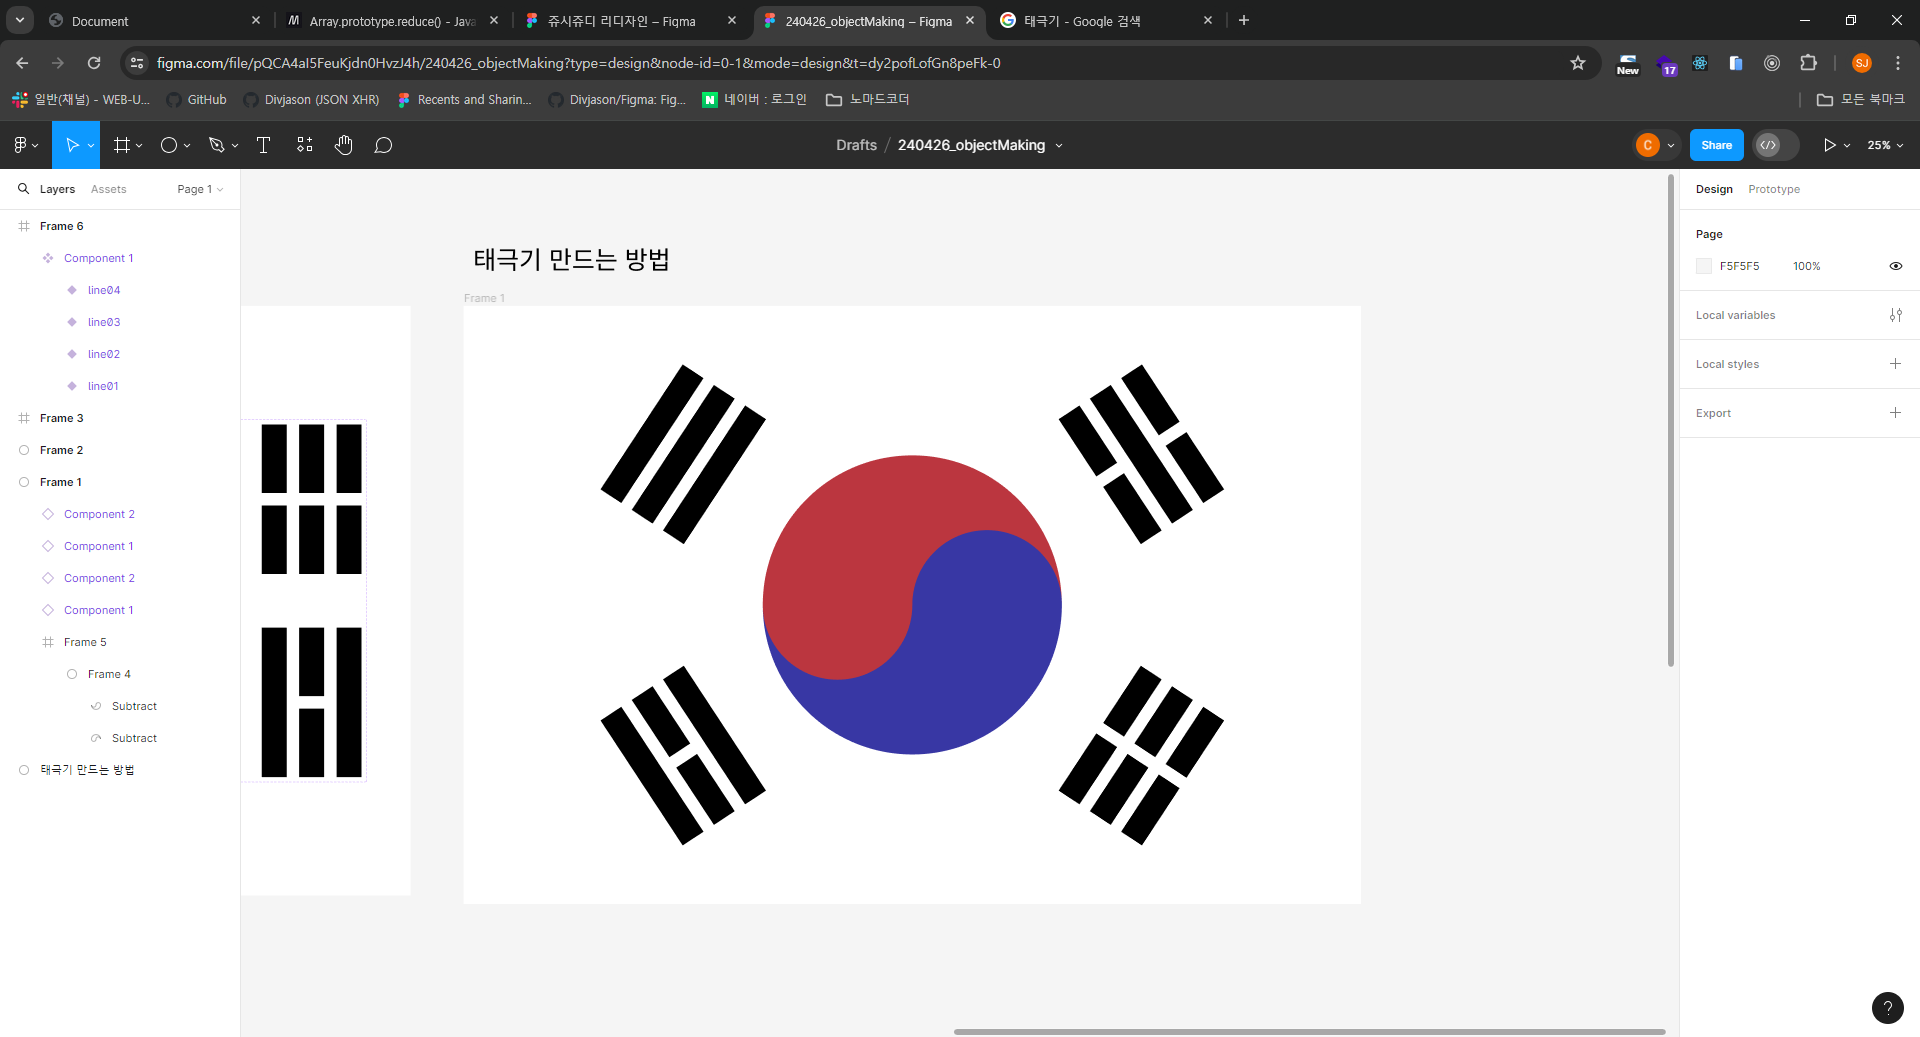 Document
Array.prototype.reduce() - Java
쥬시쥬디 리디자인 – Figma
240426_objectMaking – Figma
태극기 - Google 검색
figma.com/file/pQCA4aI5FeuKjdn0HvzJ4h/240426_objectMaking?type=design&node-id=0-1&mode=design&t=dy2pofLofGn8peFk-0
New
17
SJ
일반(채널) - WEB-U...
GitHub
Divjason (JSON XHR)
Recents and Sharin...
Divjason/Figma: Fig...
네이버 : 로그인
노마드코더
모든 북마크
Drafts / 240426_objectMaking
C
Share
25%
Layers
Assets
Page 1
Frame 6
Component 1
line04
line03
line02
line01
Frame 3
Frame 2
Frame 1
Component 2
Component 1
Component 2
Component 1
Frame 5
Frame 4
Subtract
Subtract
태극기 만드는 방법
태극기 만드는 방법
Frame 1
Design
Prototype
Page
F5F5F5
100%
Local variables
Local styles
Export
?